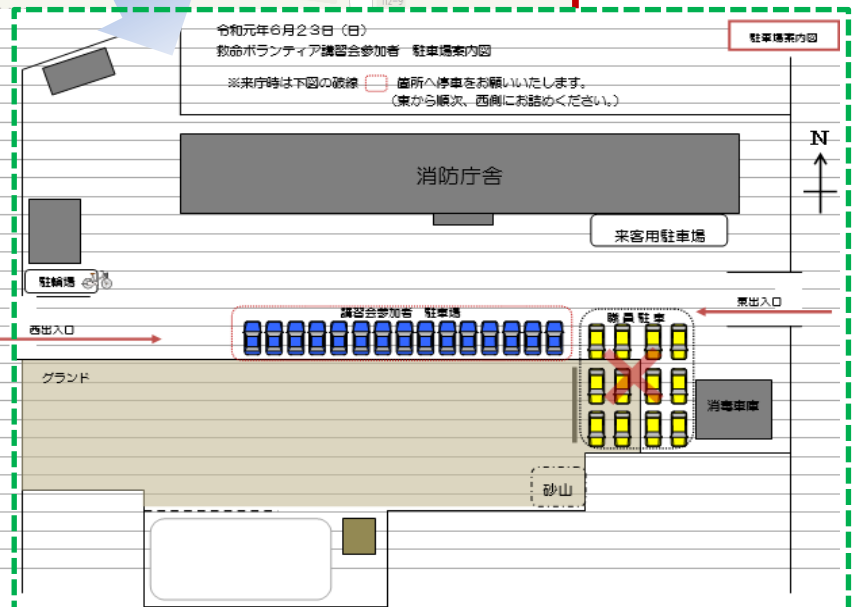 令和元年6月23日（日）
救命ボランティア講習会参加者　駐車場案内図
駐車場案内図
※来庁時は下図の破線　箇所へ停車をお願いいたします。
（東から順次、西側にお詰めください。）
N
消防庁舎
来客用駐車場
駐輪場
東出入口
講習会参加者　駐車場
職員駐車
西出入口
グランド
消毒車庫
砂山